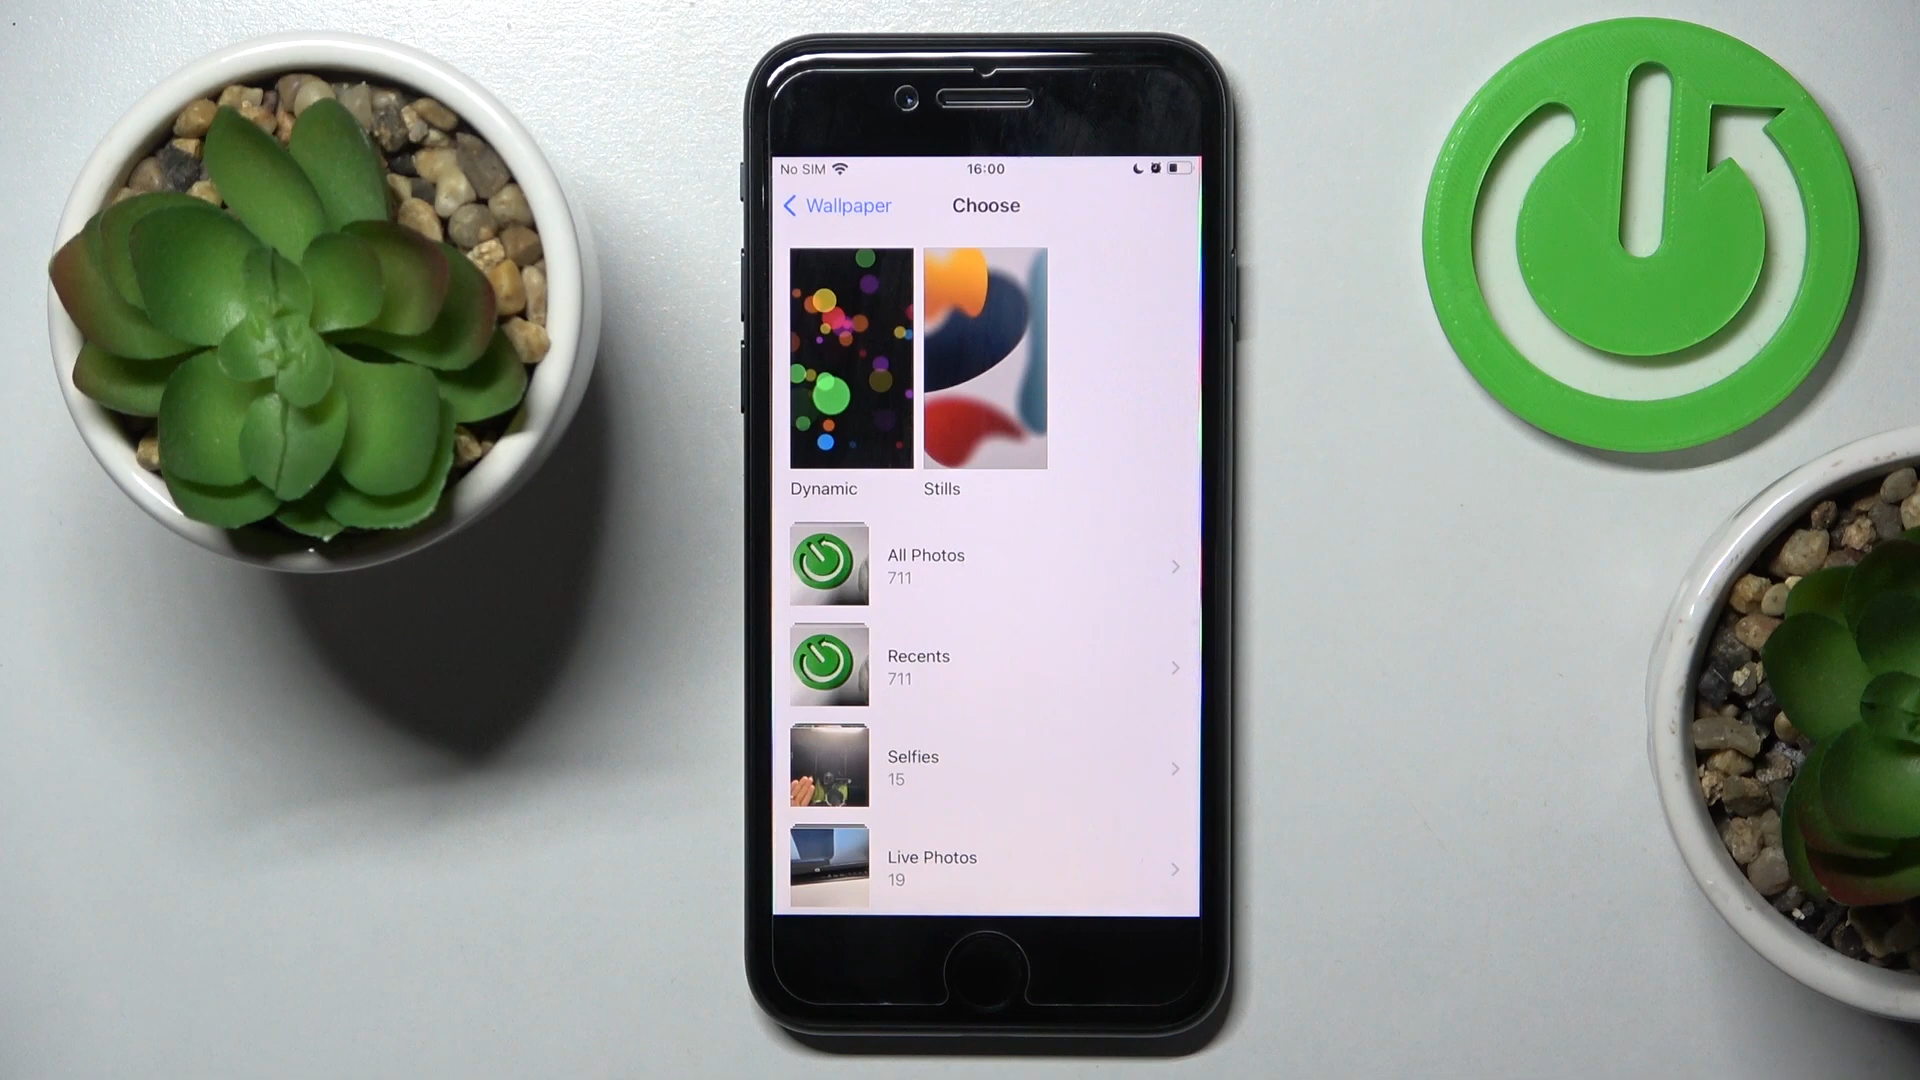 No SIM 16:00
Wallpaper Choose
Dynamic Stills
All Photos
711
Recents
711
Selfies
15
Live Photos
19